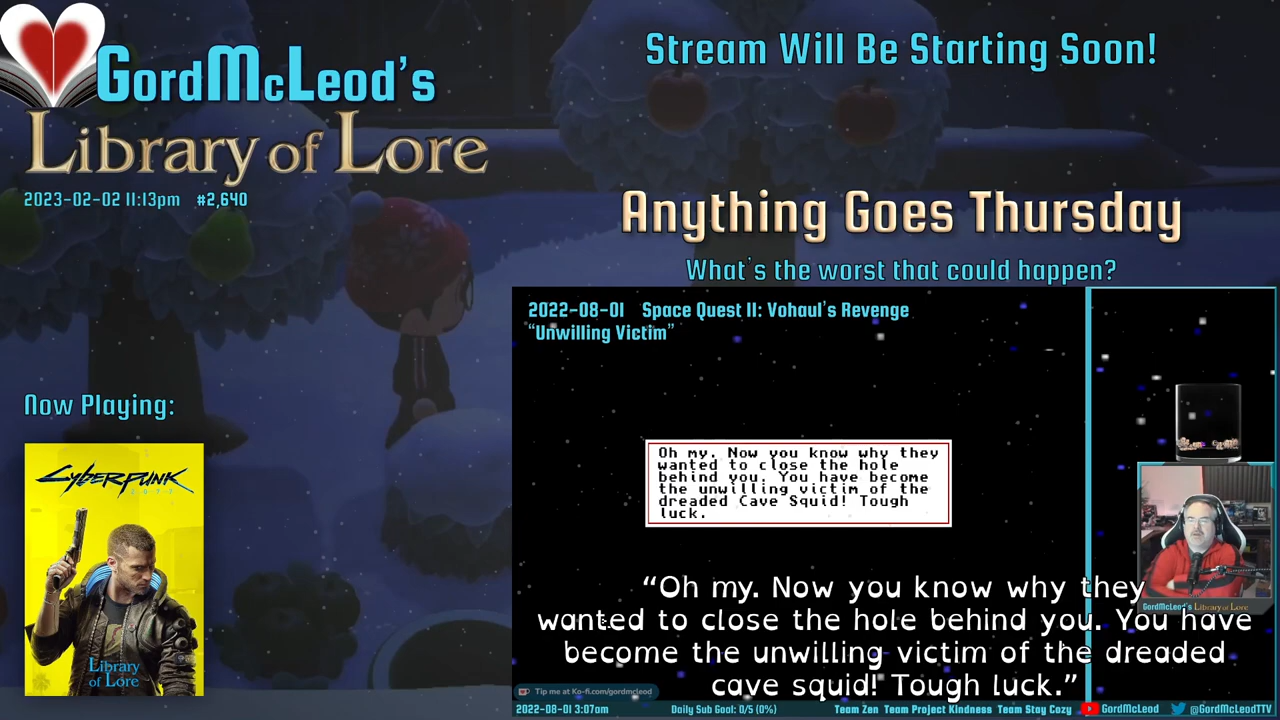 GordMcLeod's
Library of Lore
2023-02-02 11:13pm #2,640
Stream Will Be Starting Soon!
Anything Goes Thursday
What's the worst that could happen?
Now Playing:
CYBERPUNK
2077
Library
of Lore
2022-08-01 Space Quest II: Vohaul's Revenge
“Unwilling Victim”
Oh my. Now you know why they
wanted to close the hole
behind you. You have become
the unwilling victim of the
dreaded Cave Squid! Tough
luck.
“Oh my. Now you know why they
wanted to close the hole behind you. You have
become the unwilling victim of the dreaded
cave squid! Tough luck.”
GordMcLeod's Library of Lore
Tip me at Ko-fi.com/gordmcleod
2022-08-01 3:07am Daily Sub Goal: 0/5 (0%) Team Zen Team Project Kindness Team Stay Cozy GordMcLeod @GordMcLeodTTV